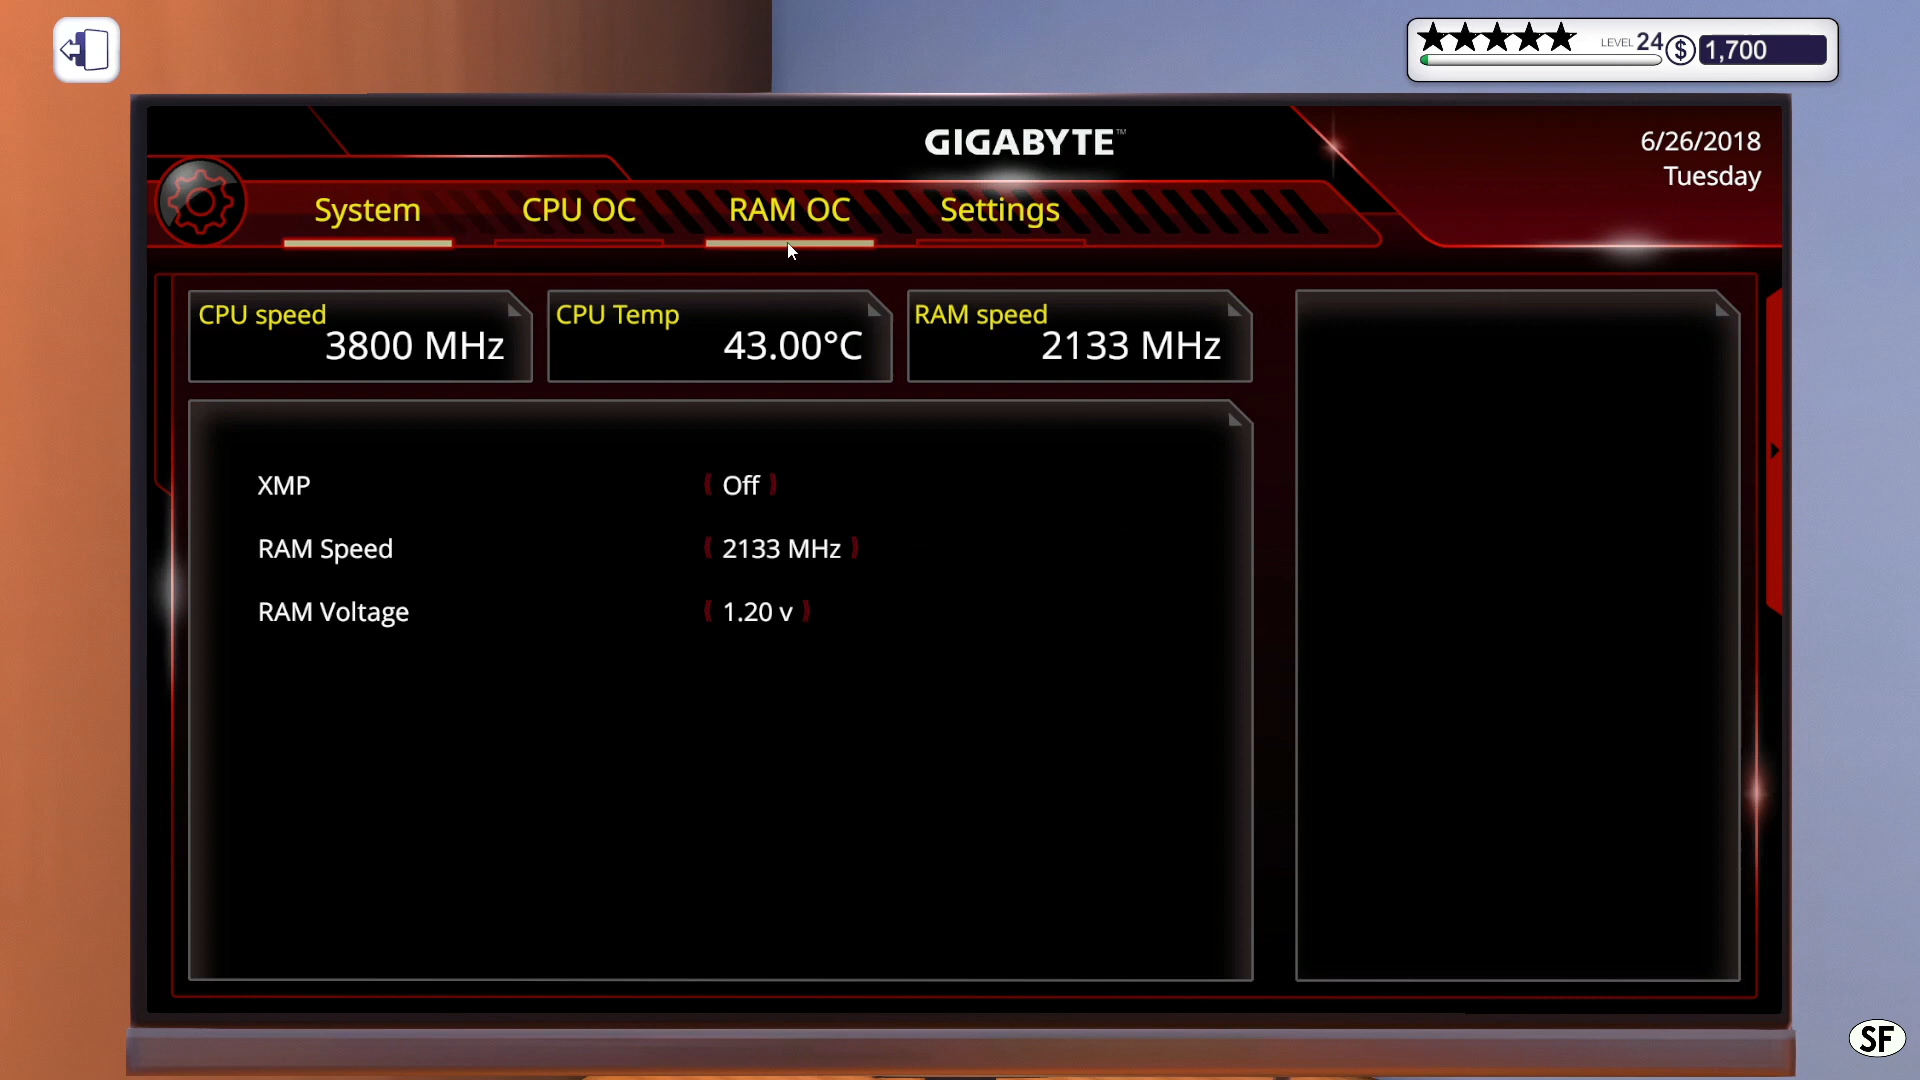 LEVEL 24 $ 1,700
GIGABYTE™
6/26/2018
Tuesday
System CPU OC RAM OC Settings
CPU speed
3800 MHz
CPU Temp
43.00°C
RAM speed
2133 MHz
XMP Off
RAM Speed 2133 MHz
RAM Voltage 1.20 v
SF